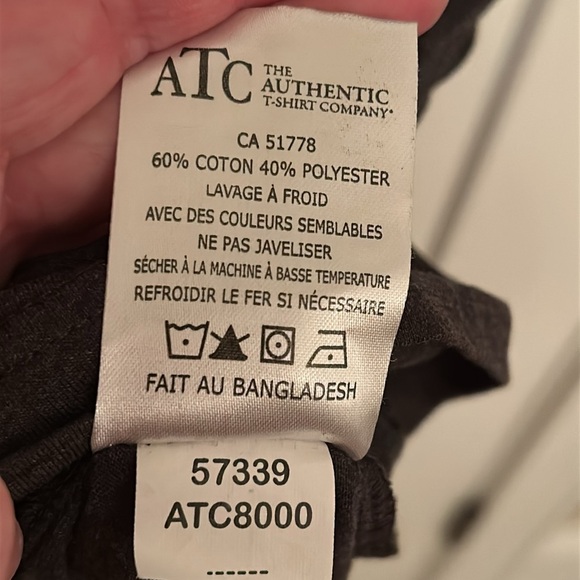 ATC THE
AUTHENTIC
T-SHIRT COMPANY®
CA 51778
60% COTON 40% POLYESTER
LAVAGE À FROID
AVEC DES COULEURS SEMBLABLES
NE PAS JAVELISER
SÉCHER À LA MACHINE À BASSE TEMPERATURE
REFROIDIR LE FER SI NÉCESSAIRE
FAIT AU BANGLADESH
57339
ATC8000
------